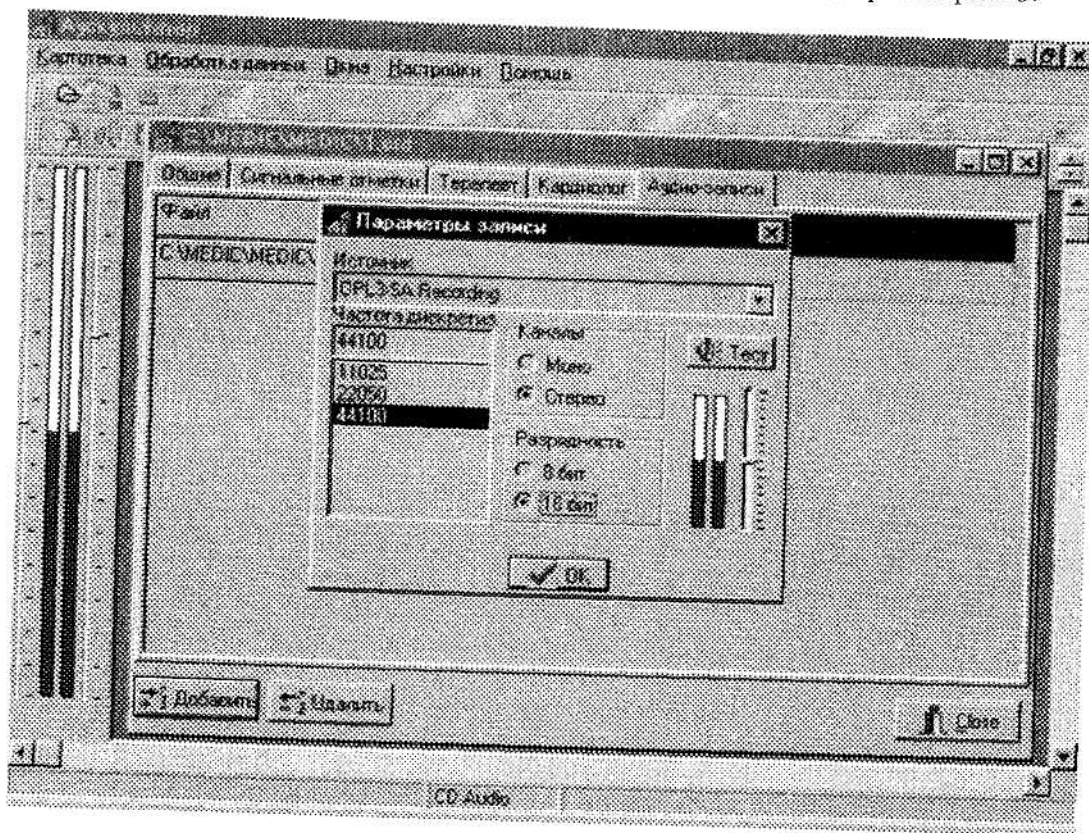 Картотека Обработка данных Окна Настройки Помощь
Общие Сигнальные отметки Терапевт Кардиолог Аудио-записи
Файл
C:\MEDIC\MEDIC\
Параметры записи
Источник
OPL3-SA Recording
Частота дискретиз
44100
11025
22050
44100
Каналы
Моно
Стерео
Тест
Разрядность
8 бит
16 бит
OK
Добавить Удалить
Close
CD Audio